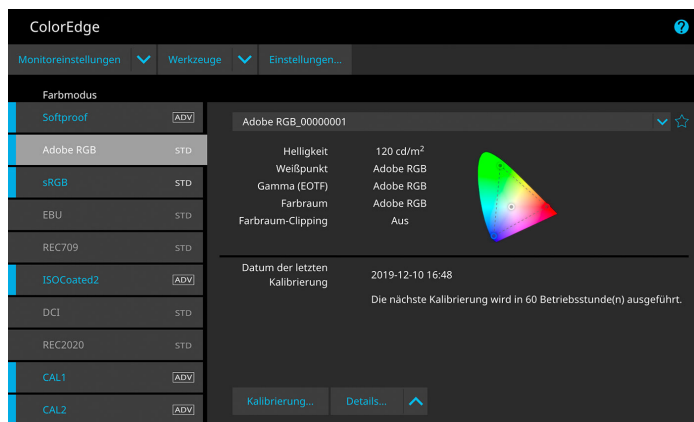 ColorEdge
?
Monitoreinstellungen Werkzeuge Einstellungen...
Farbmodus
Softproof ADV
Adobe RGB STD
sRGB STD
EBU STD
REC709 STD
ISOCoated2 ADV
DCI STD
REC2020 STD
CAL1 ADV
CAL2 ADV
Adobe RGB_00000001
Helligkeit 120 cd/m²
Weißpunkt Adobe RGB
Gamma (EOTF) Adobe RGB
Farbraum Adobe RGB
Farbraum-Clipping Aus
Datum der letzten
Kalibrierung
2019-12-10 16:48
Die nächste Kalibrierung wird in 60 Betriebsstunde(n) ausgeführt.
Kalibrierung... Details...